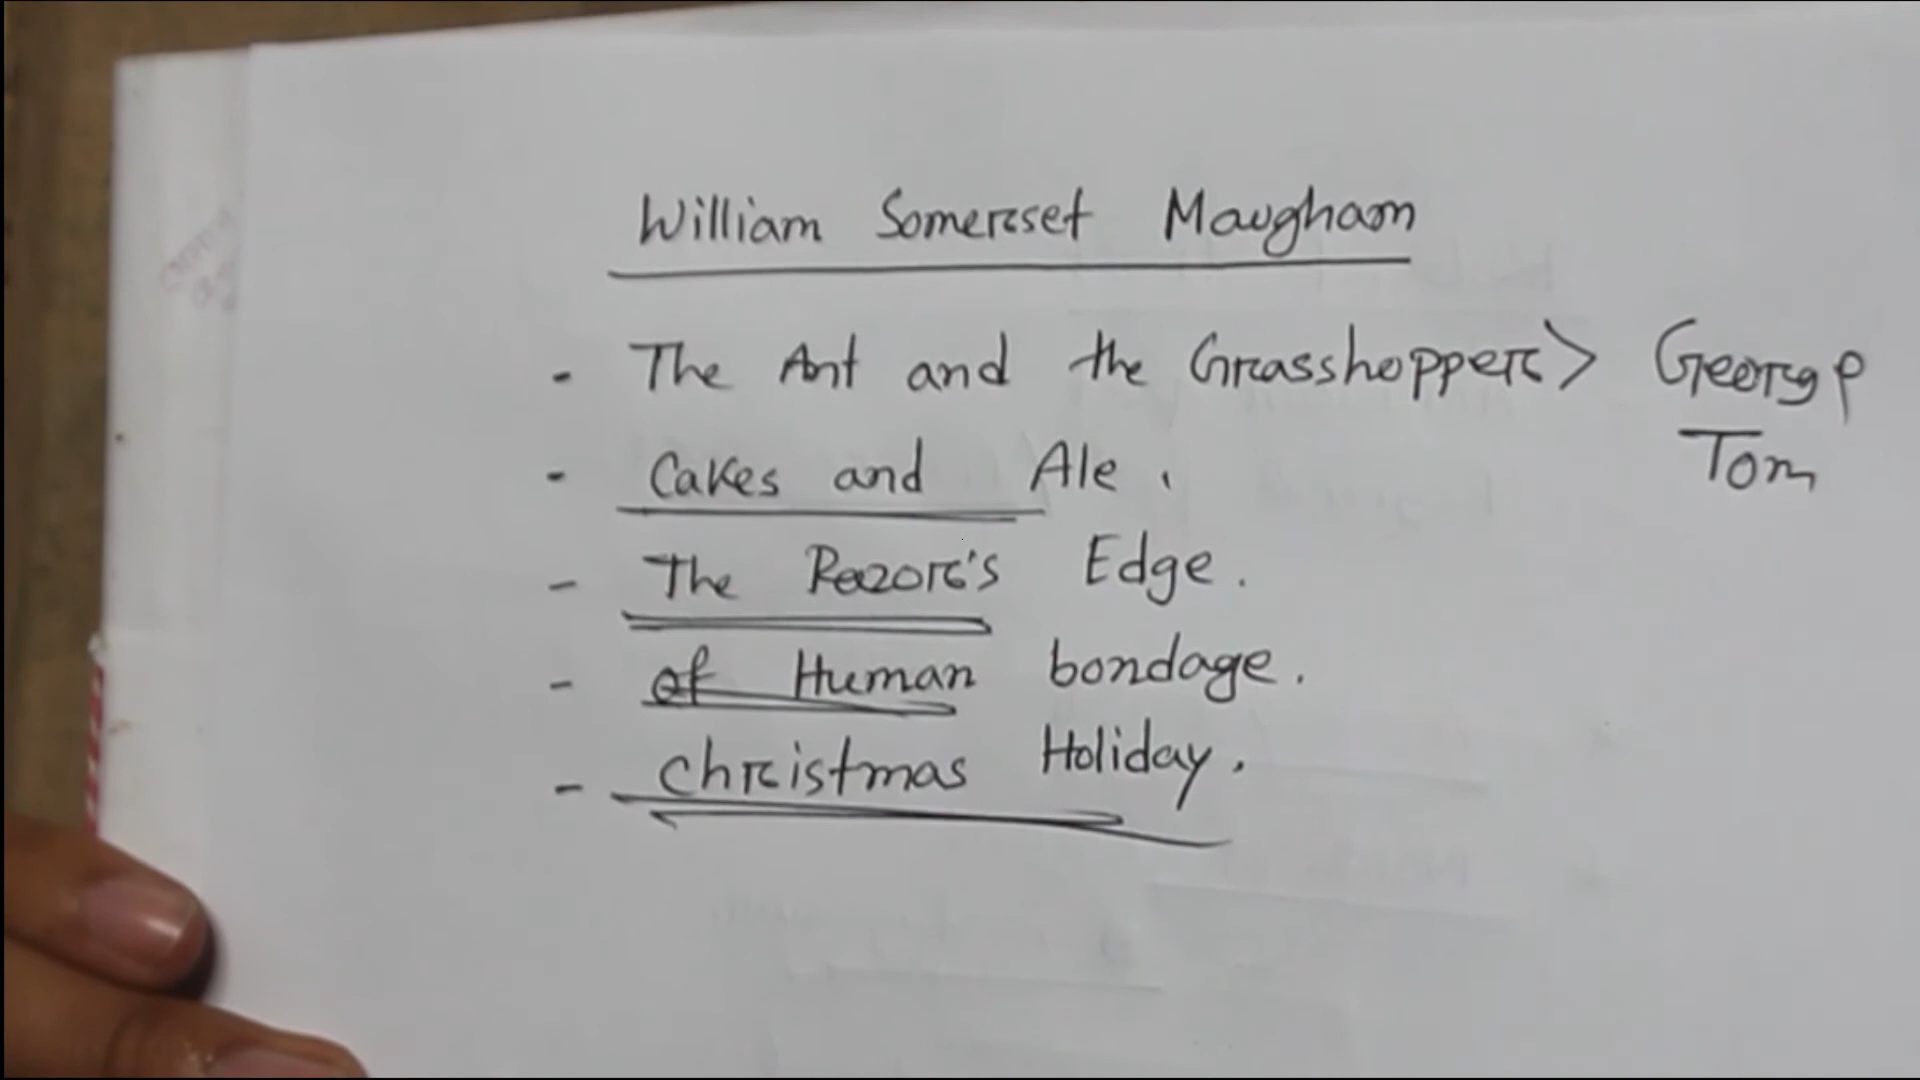 William Somerset Maugham
- The Ant and the Grasshopper > George
Tom
- Cakes and Ale.
- The Razor's Edge.
- of Human bondage.
- Christmas Holiday.